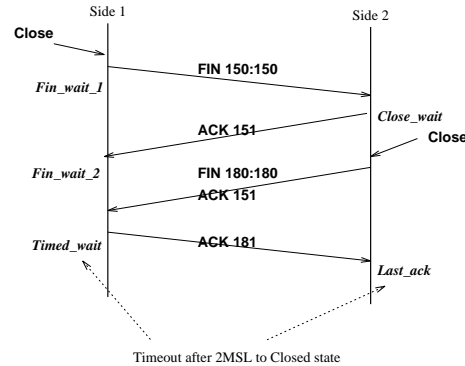 Side 1
Side 2
Close
FIN 150:150
Fin_wait_1
Close_wait
ACK 151
Close
Fin_wait_2
FIN 180:180
ACK 151
Timed_wait
ACK 181
Last_ack
Timeout after 2MSL to Closed state